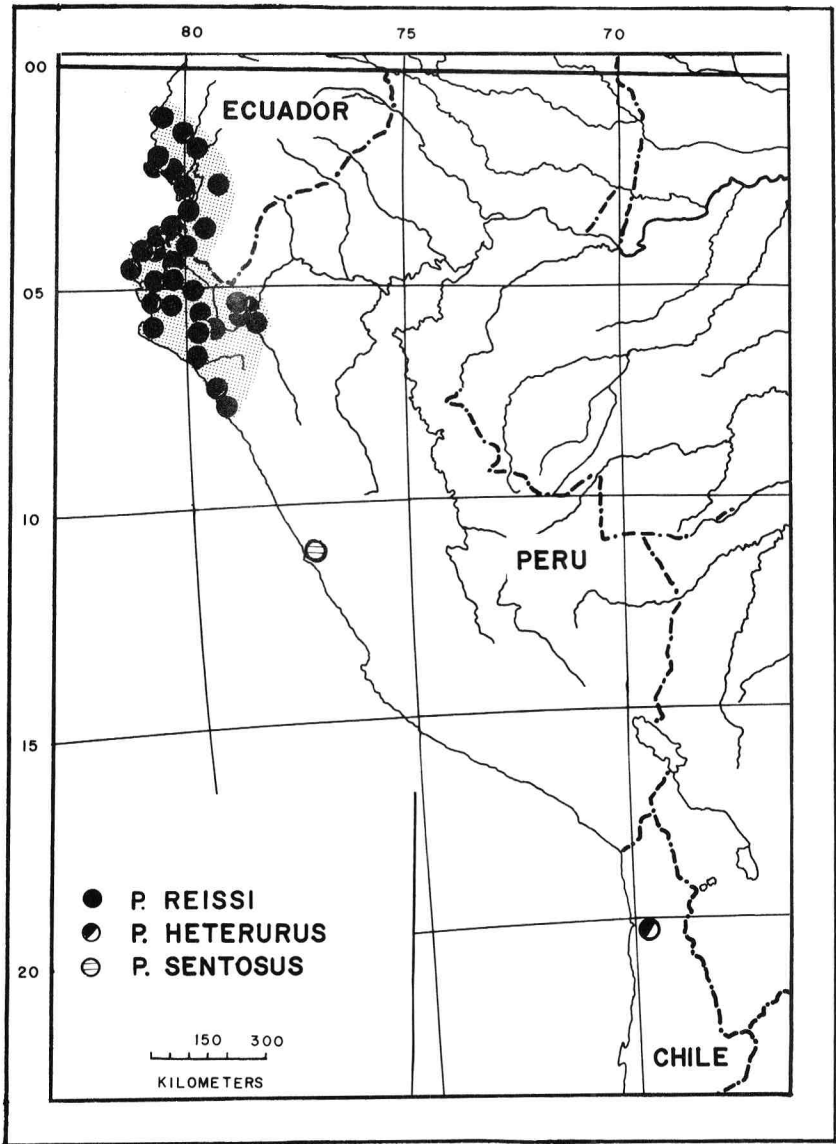 80 75 70
00
ECUADOR
05
10
PERU
15
P. REISSI
P. HETERURUS
P. SENTOSUS
20
150 300
KILOMETERS
CHILE